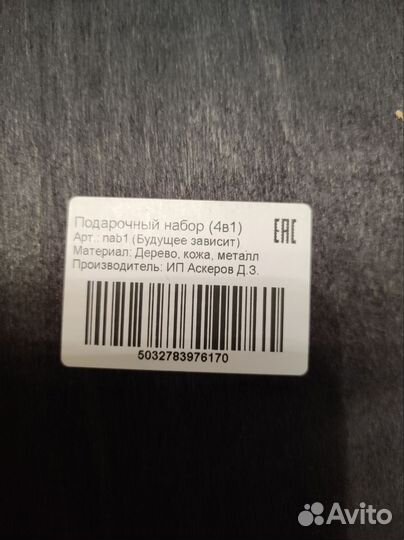 Подарочный набор (4в1)
Арт.: nab1 (Будущее зависит)
Материал: Дерево, кожа, металл
Производитель: ИП Аскеров Д.З.
EAC
5032783976170
Avito